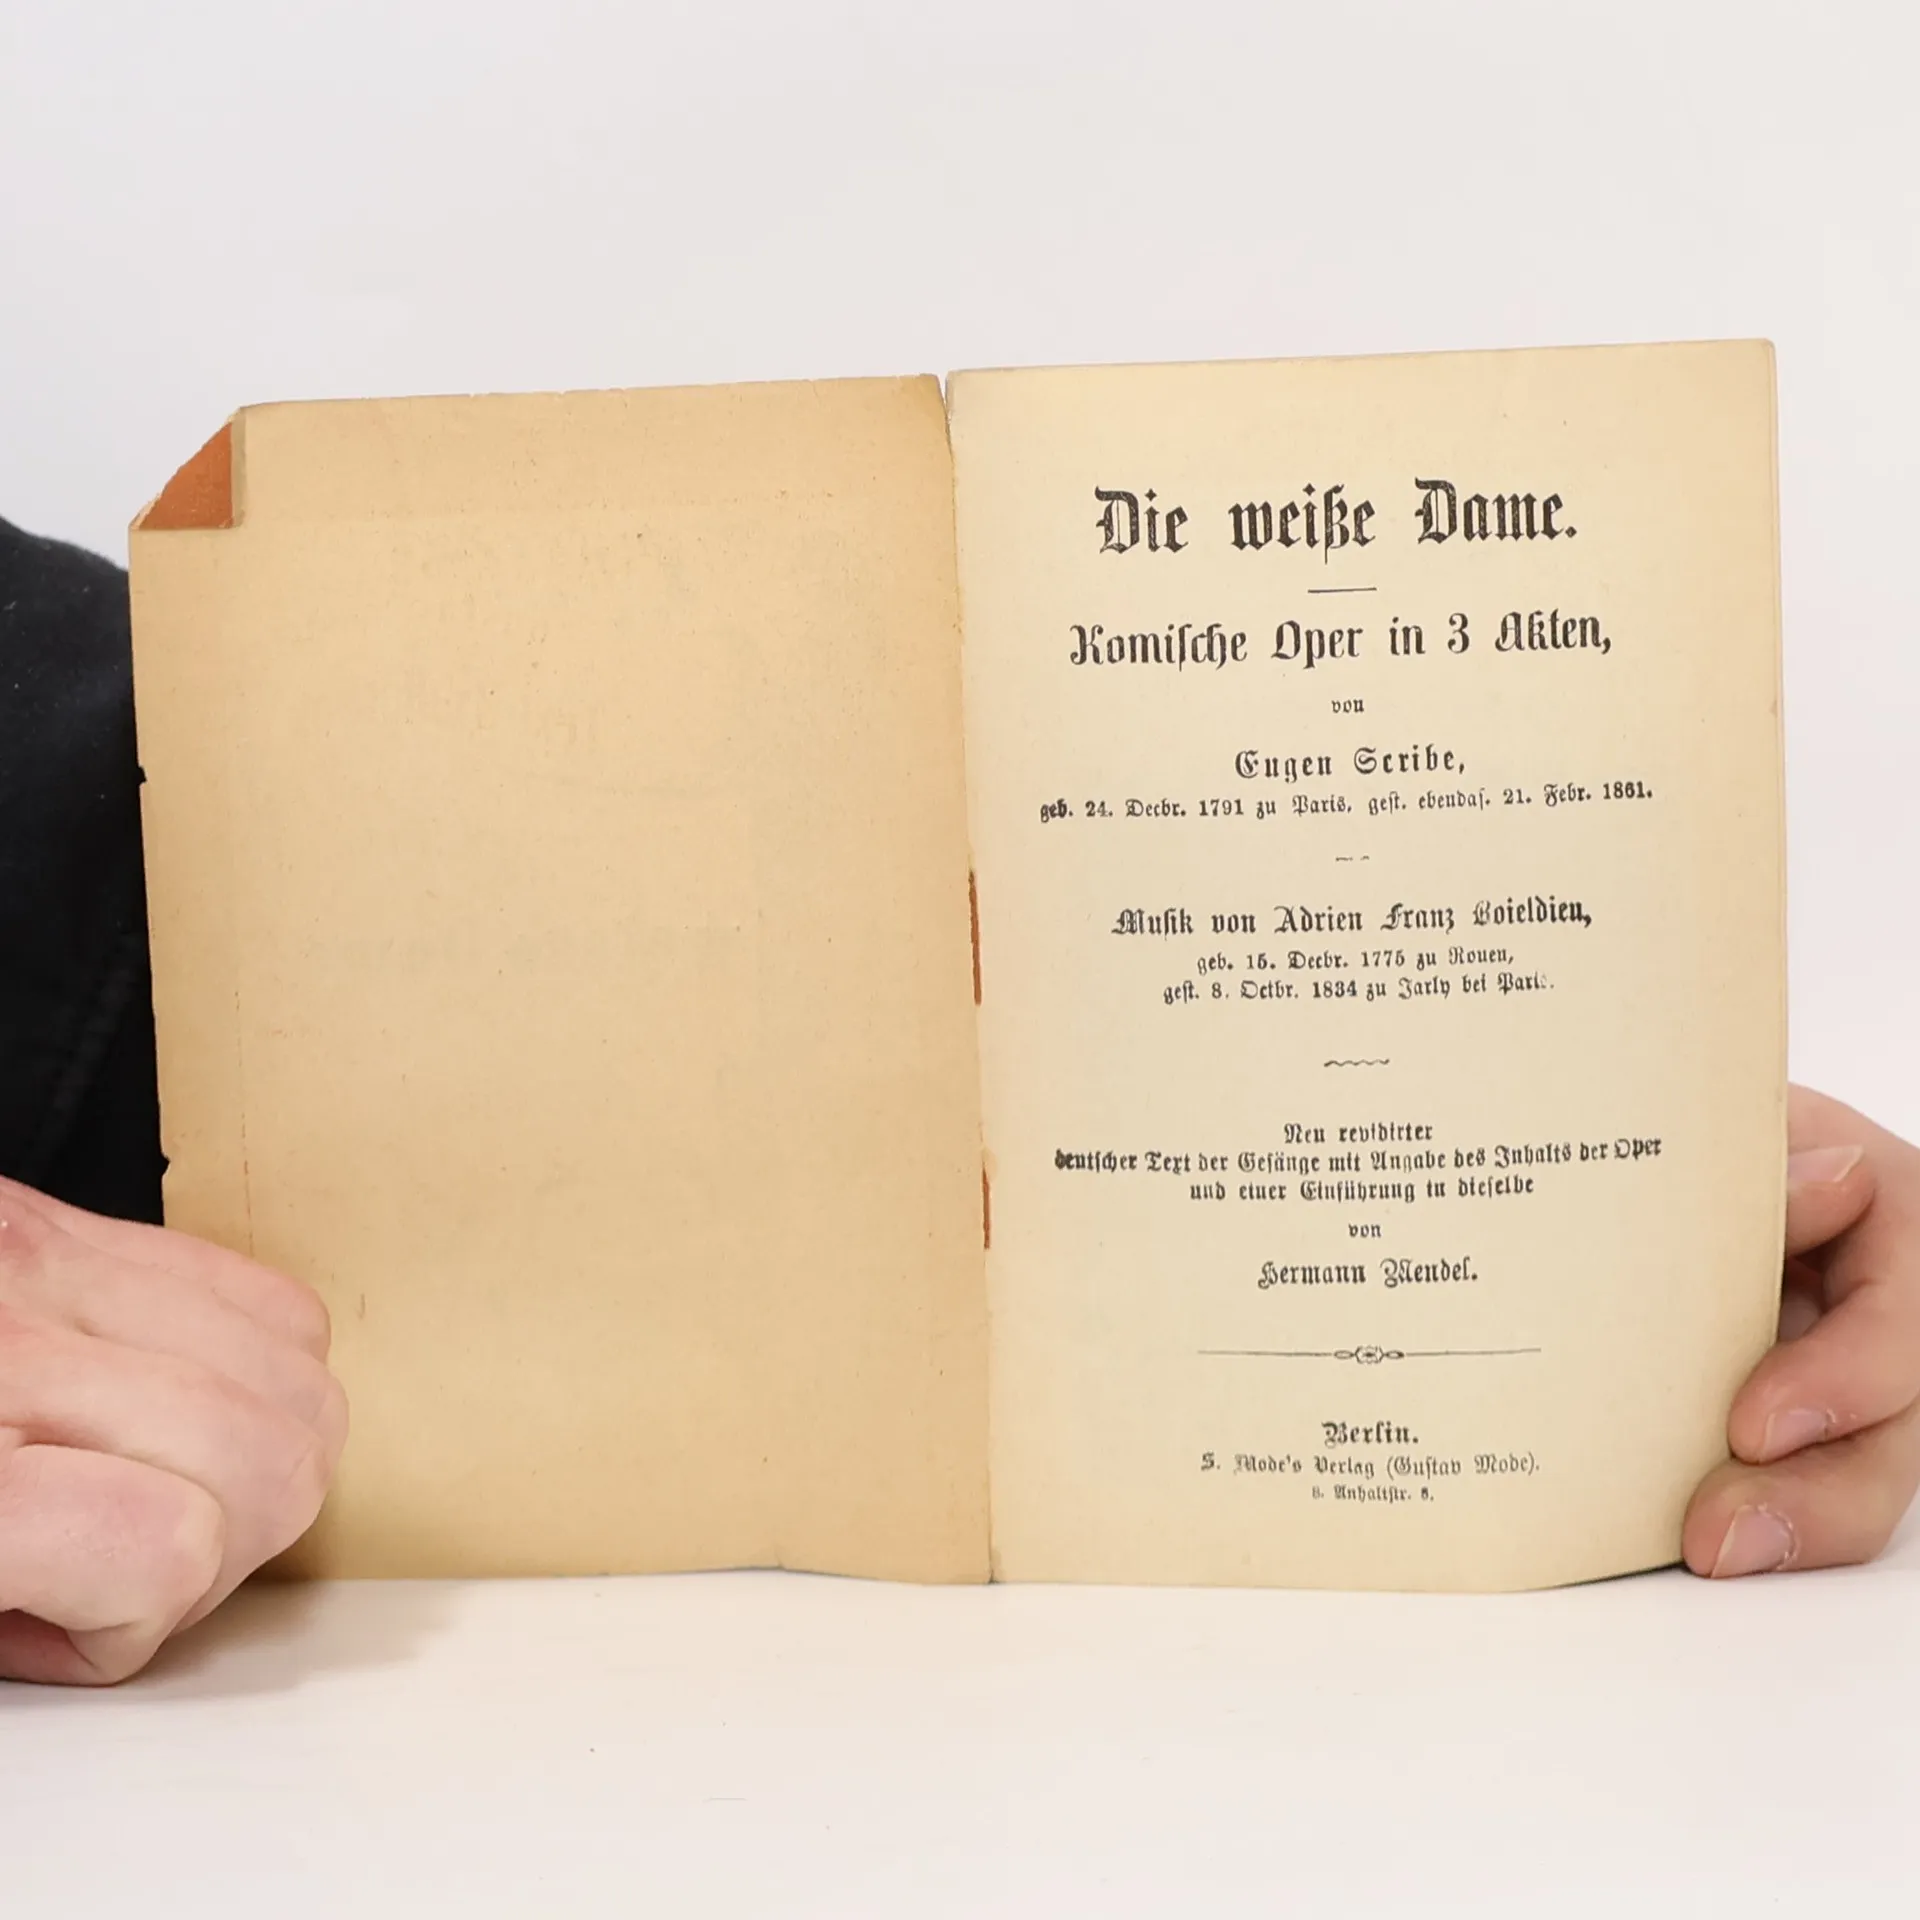 Die weiße Dame.
Komische Oper in 3 Akten,
von
Eugen Scribe,
geb. 24. Decbr. 1791 zu Paris, gest. ebendas. 21. Febr. 1861.
Musik von Adrien Franz Boieldieu,
geb. 15. Decbr. 1775 zu Rouen,
gest. 8. Octbr. 1834 zu Jarly bei Paris.
Neu revidirter
deutscher Text der Gesänge mit Angabe des Inhalts der Oper
und einer Einführung in dieselbe
von
Hermann Mendel.
Berlin.
S. Mode's Verlag (Gustav Mode).
Anhaltstr.